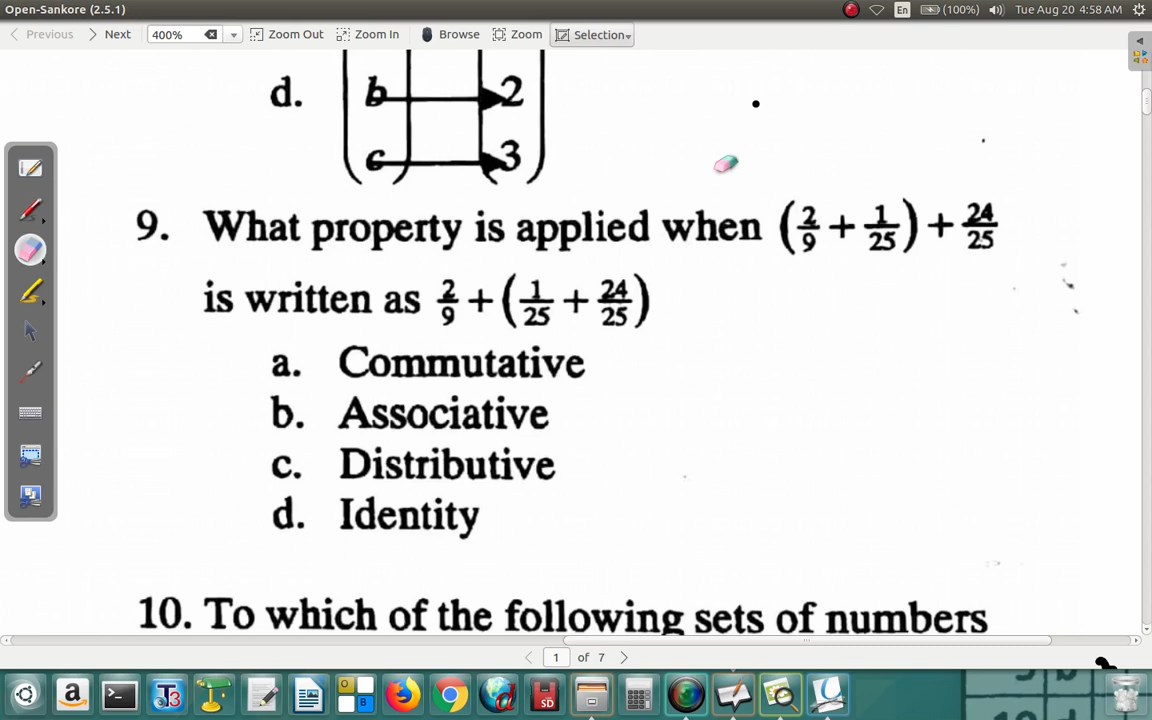 Open-Sankore (2.5.1)
En (100%) Tue Aug 20 4:58 AM
Previous Next 400% Zoom Out Zoom In Browse Zoom Selection
d. b 2
c 3
9. What property is applied when (2/9 + 1/25) + 24/25
is written as 2/9 + (1/25 + 24/25)
a. Commutative
b. Associative
c. Distributive
d. Identity
10. To which of the following sets of numbers
1 of 7